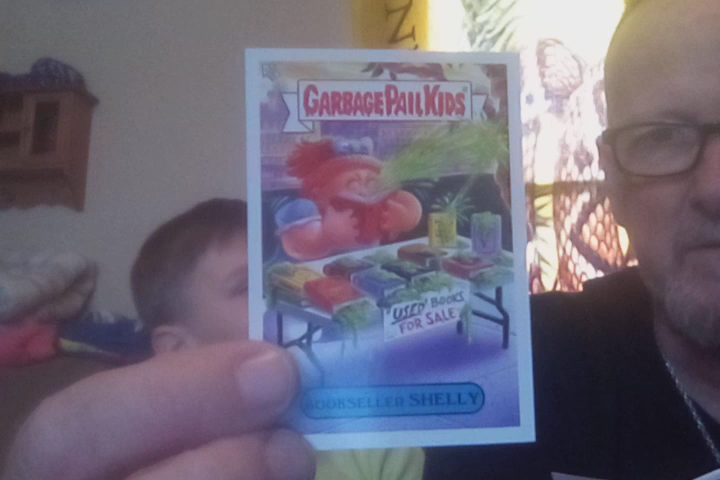 GARBAGE PAIL KIDS
"USED" BOOKS
FOR SALE
BOOKSELLER SHELLY